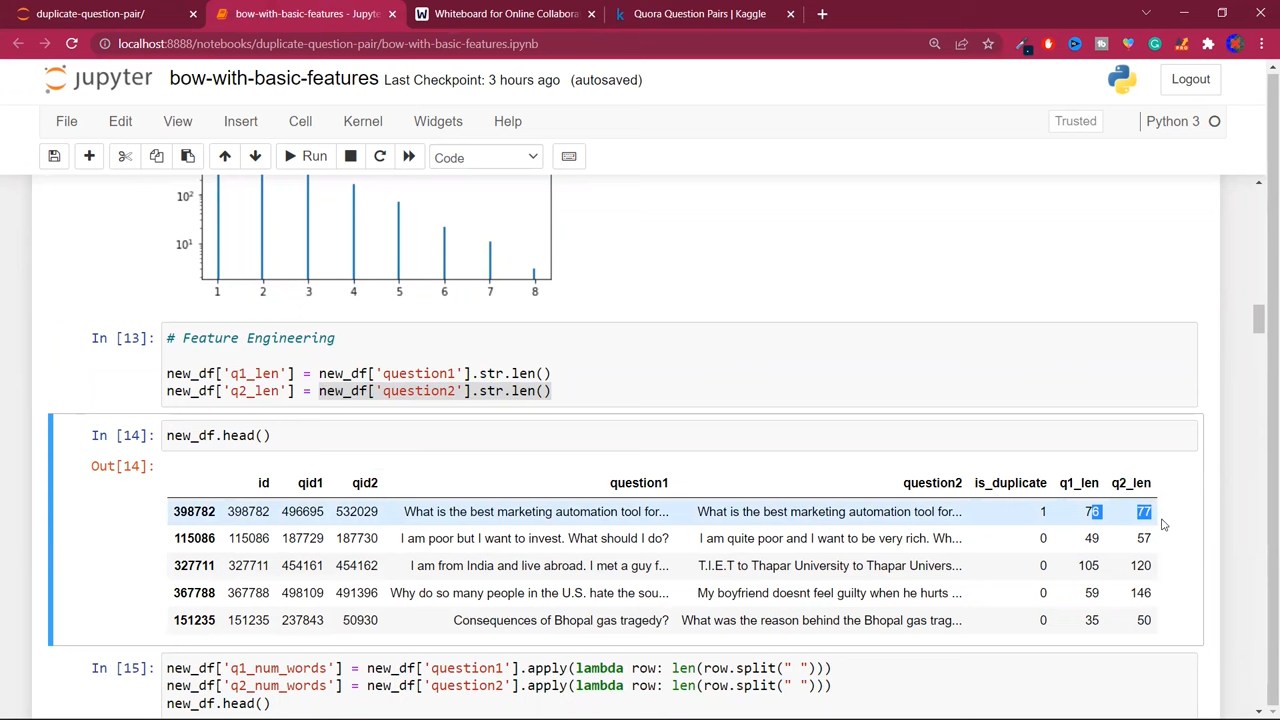 duplicate-question-pair/
bow-with-basic-features - Jupyte
Whiteboard for Online Collabora
Quora Question Pairs | Kaggle
localhost:8888/notebooks/duplicate-question-pair/bow-with-basic-features.ipynb
jupyter bow-with-basic-features Last Checkpoint: 3 hours ago (autosaved)
Logout
File Edit View Insert Cell Kernel Widgets Help
Trusted
Python 3
Run
Code
10²
10¹
1 2 3 4 5 6 7 8
In [13]: # Feature Engineering
new_df['q1_len'] = new_df['question1'].str.len()
new_df['q2_len'] = new_df['question2'].str.len()
In [14]: new_df.head()
Out[14]:
id qid1 qid2 question1 question2 is_duplicate q1_len q2_len
398782 398782 496695 532029 What is the best marketing automation tool for... What is the best marketing automation tool for... 1 76 77
115086 115086 187729 187730 I am poor but I want to invest. What should I do? I am quite poor and I want to be very rich. Wh... 0 49 57
327711 327711 454161 454162 I am from India and live abroad. I met a guy f... T.I.E.T to Thapar University to Thapar Univers... 0 105 120
367788 367788 498109 491396 Why do so many people in the U.S. hate the sou... My boyfriend doesnt feel guilty when he hurts ... 0 59 146
151235 151235 237843 50930 Consequences of Bhopal gas tragedy? What was the reason behind the Bhopal gas trag... 0 35 50
In [15]: new_df['q1_num_words'] = new_df['question1'].apply(lambda row: len(row.split(" ")))
new_df['q2_num_words'] = new_df['question2'].apply(lambda row: len(row.split(" ")))
new_df.head()